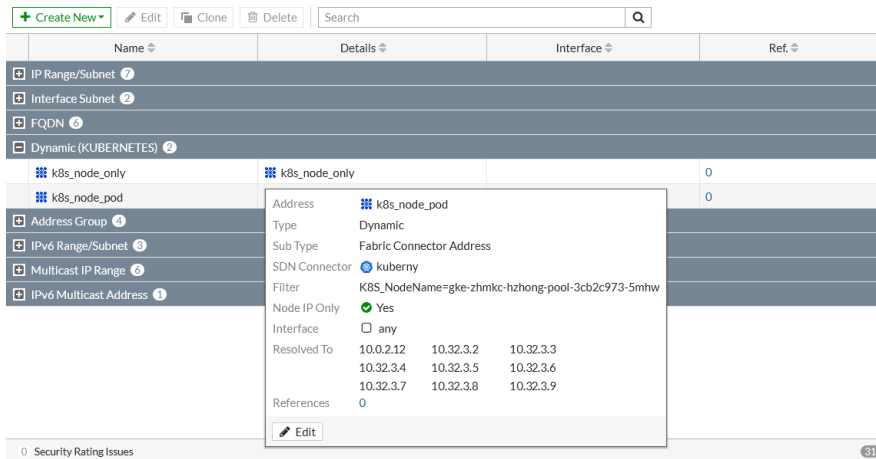 Create New Edit Clone Delete Search
Name Details Interface Ref.
IP Range/Subnet 7
Interface Subnet 2
FQDN 6
Dynamic (KUBERNETES) 2
k8s_node_only k8s_node_only 0
k8s_node_pod 0
Address Group 4
IPv6 Range/Subnet 3
Multicast IP Range 6
IPv6 Multicast Address 1
Address k8s_node_pod
Type Dynamic
Sub Type Fabric Connector Address
SDN Connector kuberny
Filter K8S_NodeName=gke-zhmkc-hzhong-pool-3cb2c973-5mhw
Node IP Only Yes
Interface any
Resolved To 10.0.2.12 10.32.3.2 10.32.3.3
10.32.3.4 10.32.3.5 10.32.3.6
10.32.3.7 10.32.3.8 10.32.3.9
References 0
Edit
0 Security Rating Issues 31